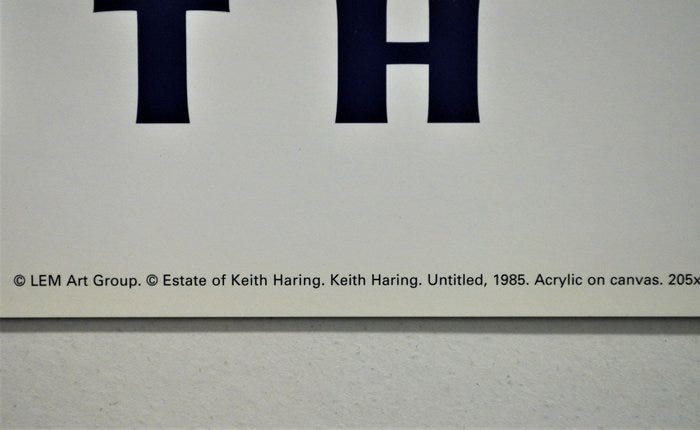 T H
© LEM Art Group. © Estate of Keith Haring. Keith Haring. Untitled, 1985. Acrylic on canvas. 205x